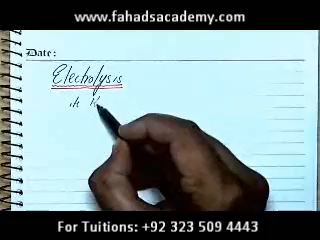 www.fahadsacademy.com
Date:
Electrolysis
For Tuitions: +92 323 509 4443